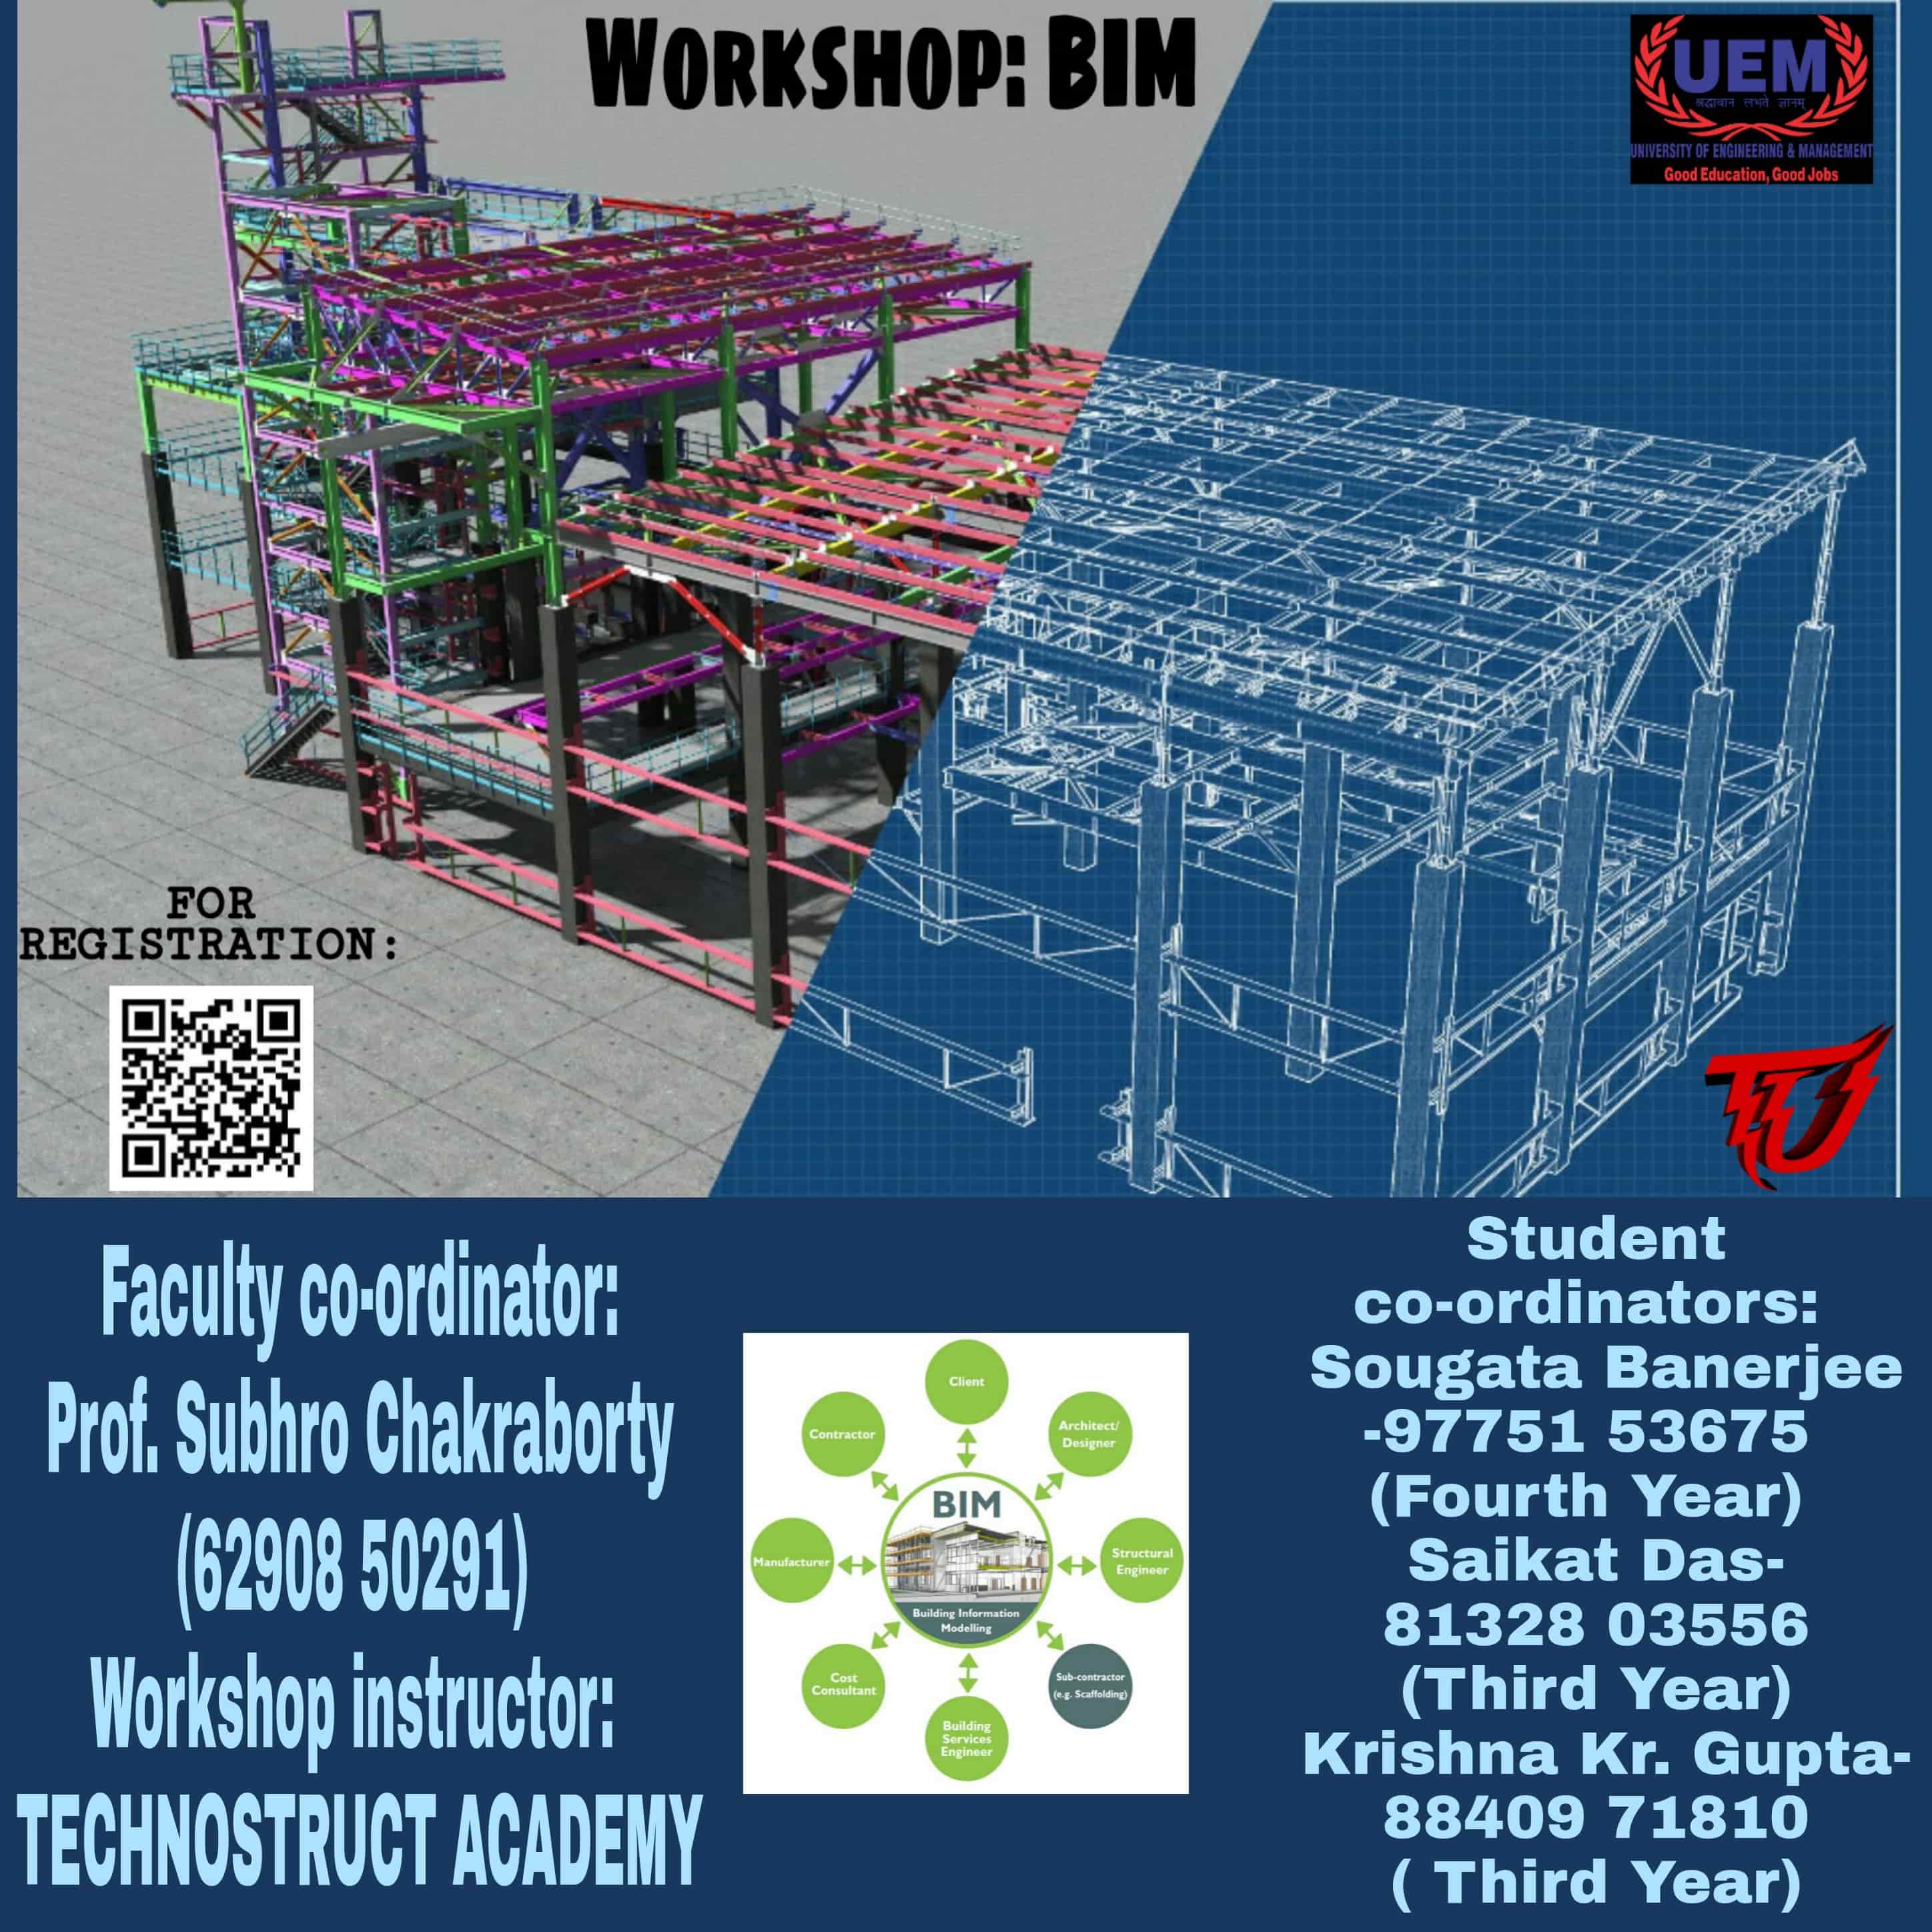 WORKSHOP: BIM
UEM
श्रद्धावान लभते ज्ञानम्
UNIVERSITY OF ENGINEERING & MANAGEMENT
Good Education, Good Jobs
FOR
REGISTRATION:
TU
Faculty co-ordinator:
Prof. Subhro Chakraborty
(62908 50291)
Workshop instructor:
TECHNOSTRUCT ACADEMY
Client
Contractor
Architect/
Designer
BIM
Manufacturer
Structural
Engineer
Building Information
Modelling
Cost
Consultant
Sub-contractor
(e.g. Scaffolding)
Building
Services
Engineer
Student
co-ordinators:
Sougata Banerjee
-97751 53675
(Fourth Year)
Saikat Das-
81328 03556
(Third Year)
Krishna Kr. Gupta-
88409 71810
( Third Year)